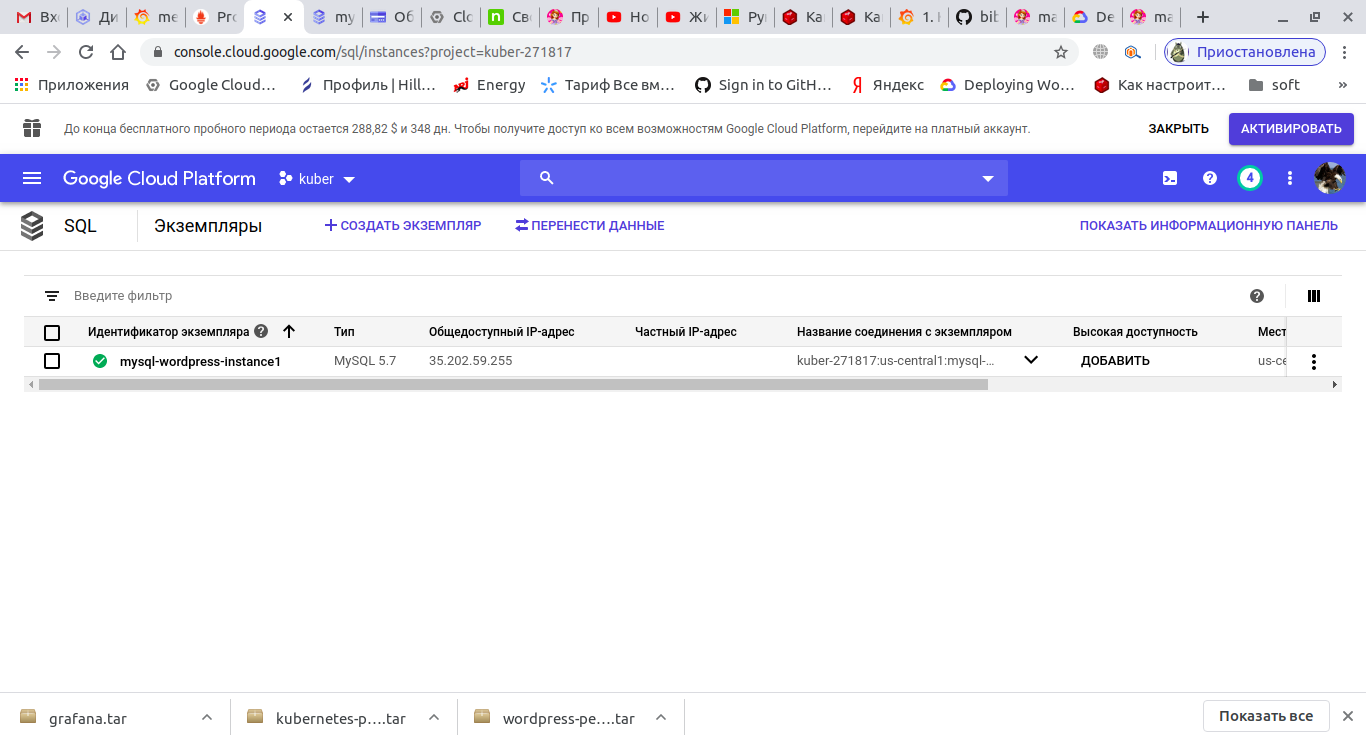 Вхо
Ди
me
Pro
my
Об
Clo
Сво
Пр
Но
Жи
Рук
Ка
Ка
1. К
bib
ma
De
ma
console.cloud.google.com/sql/instances?project=kuber-271817
Приостановлена
Приложения
Google Cloud…
Профиль | Hill…
Energy
Тариф Все вм…
Sign in to GitH…
Яндекс
Deploying Wo…
Как настроит…
soft
»
До конца бесплатного пробного периода остается 288,82 $ и 348 дн. Чтобы получите доступ ко всем возможностям Google Cloud Platform, перейдите на платный аккаунт.
ЗАКРЫТЬ
АКТИВИРОВАТЬ
Google Cloud Platform
kuber
4
SQL
Экземпляры
СОЗДАТЬ ЭКЗЕМПЛЯР
ПЕРЕНЕСТИ ДАННЫЕ
ПОКАЗАТЬ ИНФОРМАЦИОННУЮ ПАНЕЛЬ
Введите фильтр
Идентификатор экземпляра
Тип
Общедоступный IP-адрес
Частный IP-адрес
Название соединения с экземпляром
Высокая доступность
Мест
mysql-wordpress-instance1
MySQL 5.7
35.202.59.255
kuber-271817:us-central1:mysql-…
ДОБАВИТЬ
us-ce
grafana.tar
kubernetes-p….tar
wordpress-pe….tar
Показать все